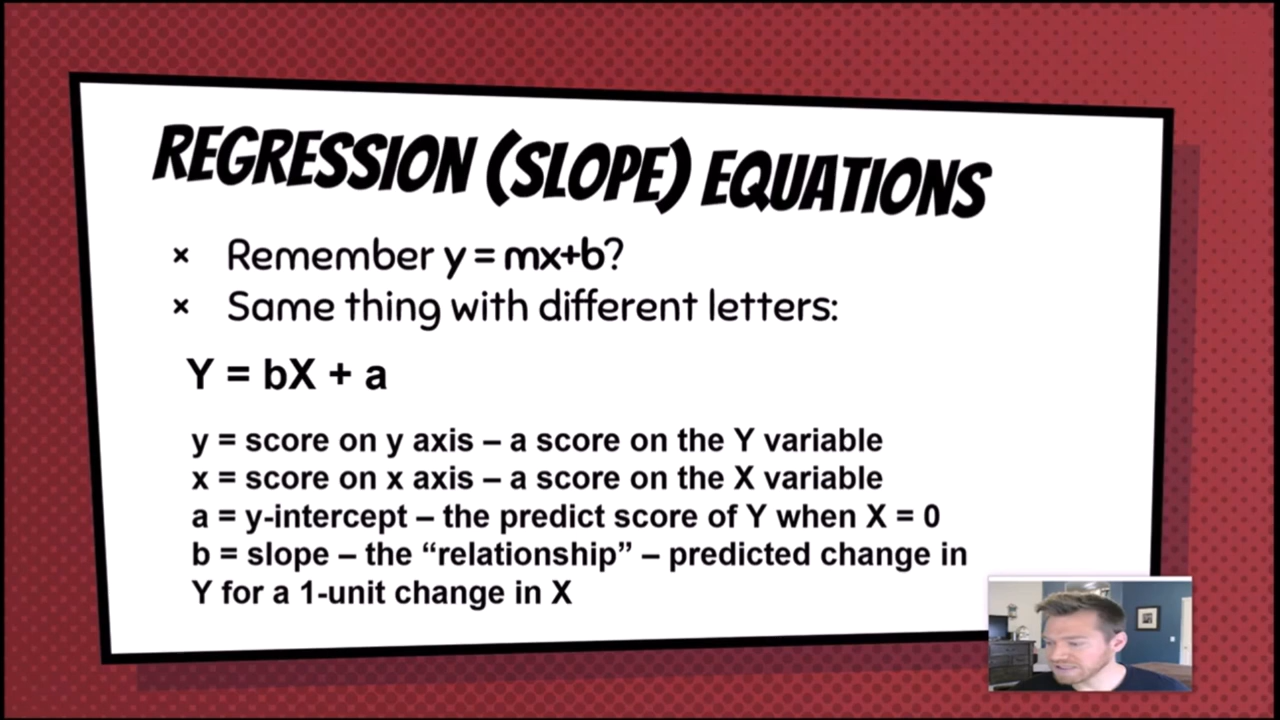 REGRESSION (SLOPE) EQUATIONS
× Remember y = mx+b?
× Same thing with different letters:
Y = bX + a
y = score on y axis – a score on the Y variable
x = score on x axis – a score on the X variable
a = y-intercept – the predict score of Y when X = 0
b = slope – the “relationship” – predicted change in
Y for a 1-unit change in X